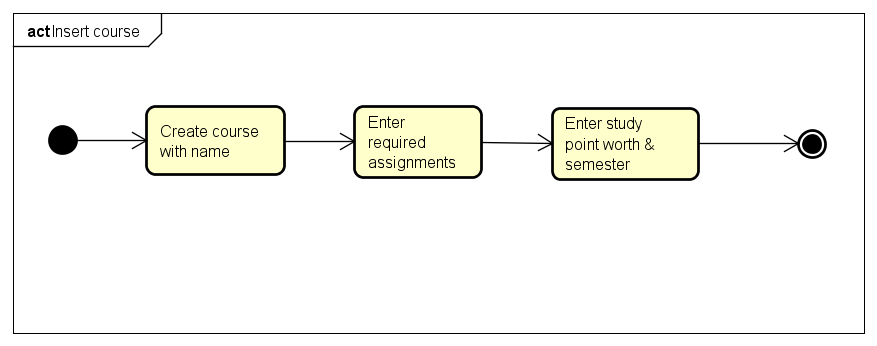 act Insert course
Create course
with name
Enter
required
assignments
Enter study
point worth &
semester